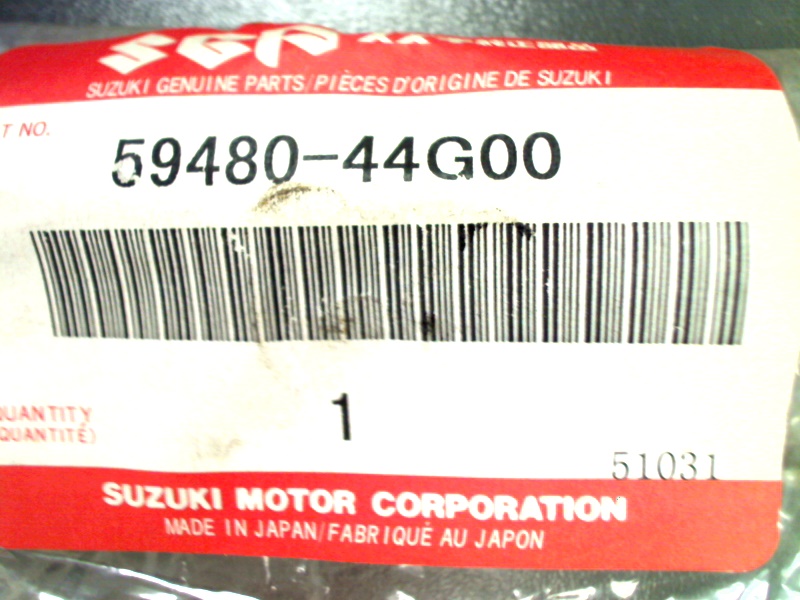 SGP
SUZUKI GENUINE PARTS/PIÈCES D'ORIGINE DE SUZUKI
T NO.
59480-44G00
QUANTITY
QUANTITÉ)
1
51031
SUZUKI MOTOR CORPORATION
MADE IN JAPAN/FABRIQUÉ AU JAPON